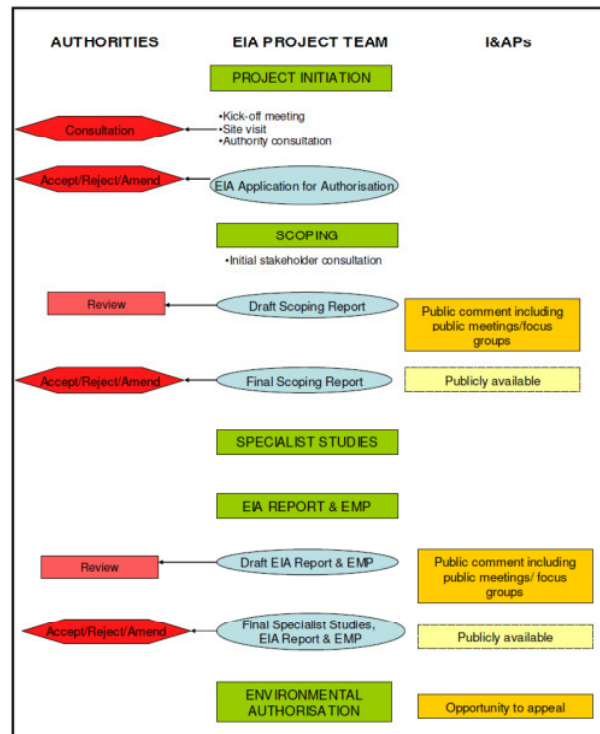 AUTHORITIES EIA PROJECT TEAM I&APs
PROJECT INITIATION
•Kick-off meeting
•Site visit
•Authority consultation
Consultation
Accept/Reject/Amend
EIA Application for Authorisation
SCOPING
•Initial stakeholder consultation
Review
Draft Scoping Report
Public comment including
public meetings/focus
groups
Accept/Reject/Amend
Final Scoping Report
Publicly available
SPECIALIST STUDIES
EIA REPORT & EMP
Review
Draft EIA Report & EMP
Public comment including
public meetings/ focus
groups
Accept/Reject/Amend
Final Specialist Studies,
EIA Report & EMP
Publicly available
ENVIRONMENTAL
AUTHORISATION
Opportunity to appeal